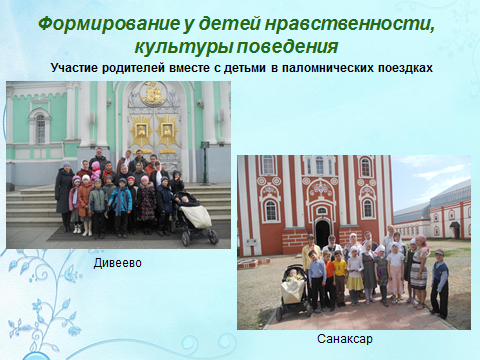 Формирование у детей нравственности,
культуры поведения
Участие родителей вместе с детьми в паломнических поездках
Дивеево
Санаксар